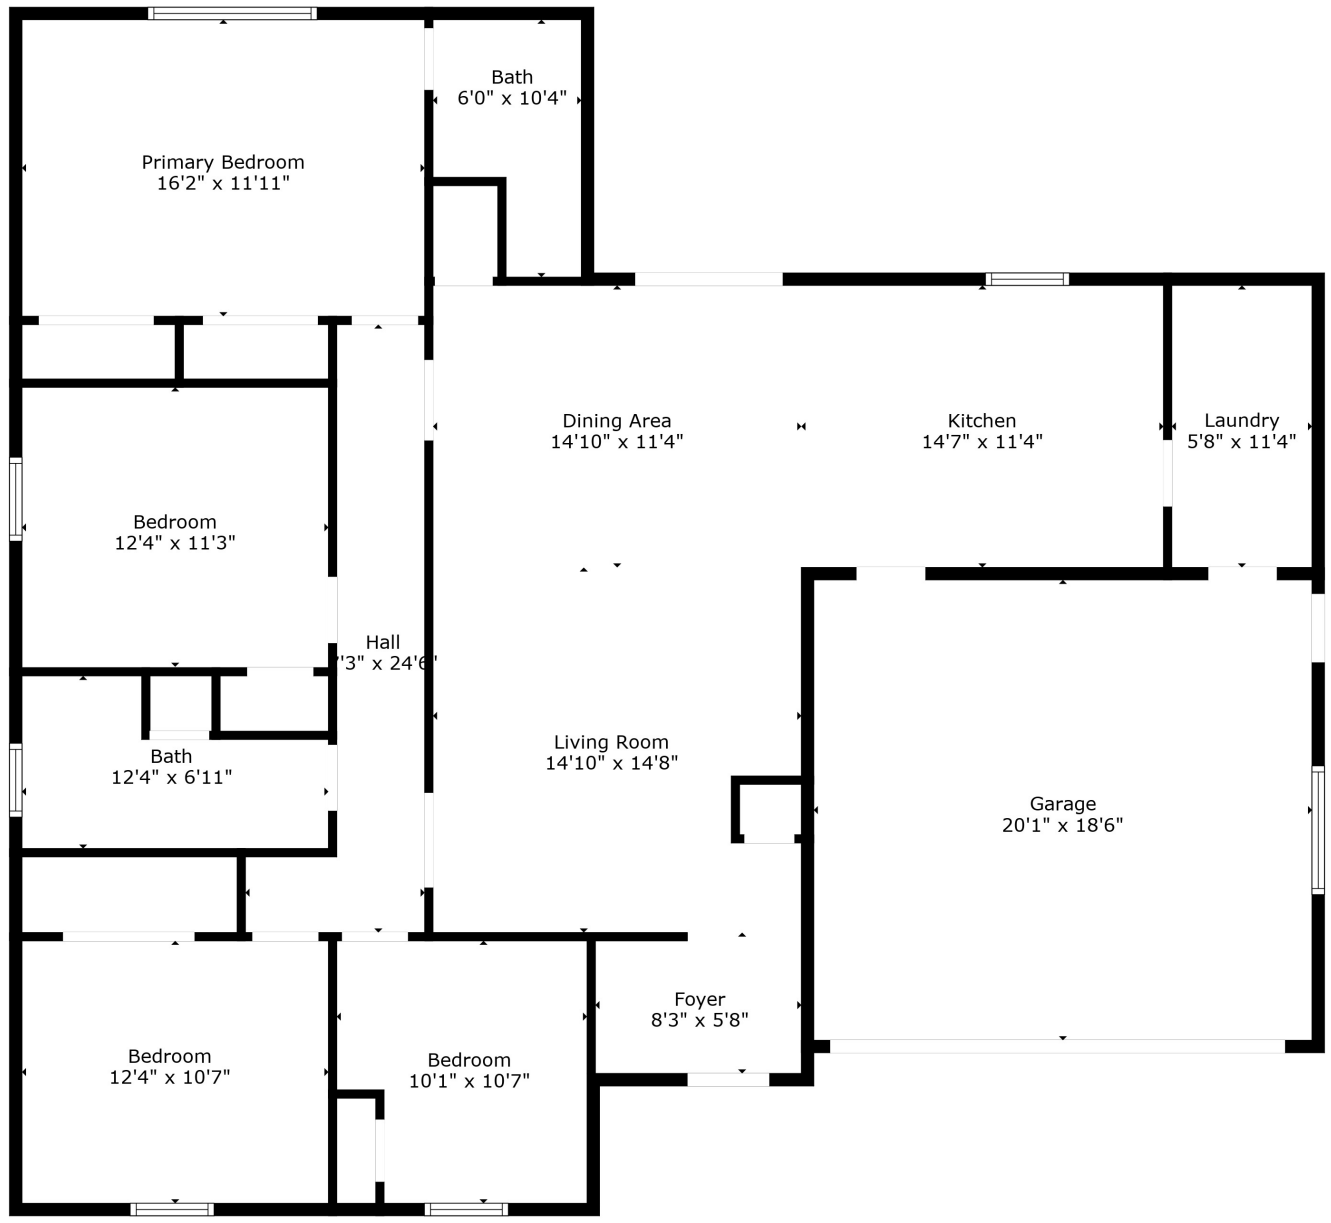 Bath
6'0" x 10'4"
Primary Bedroom
16'2" x 11'11"
Dining Area
14'10" x 11'4"
Kitchen
14'7" x 11'4"
Laundry
5'8" x 11'4"
Bedroom
12'4" x 11'3"
Hall
'3" x 24'6"
Bath
12'4" x 6'11"
Living Room
14'10" x 14'8"
Garage
20'1" x 18'6"
Foyer
8'3" x 5'8"
Bedroom
12'4" x 10'7"
Bedroom
10'1" x 10'7"